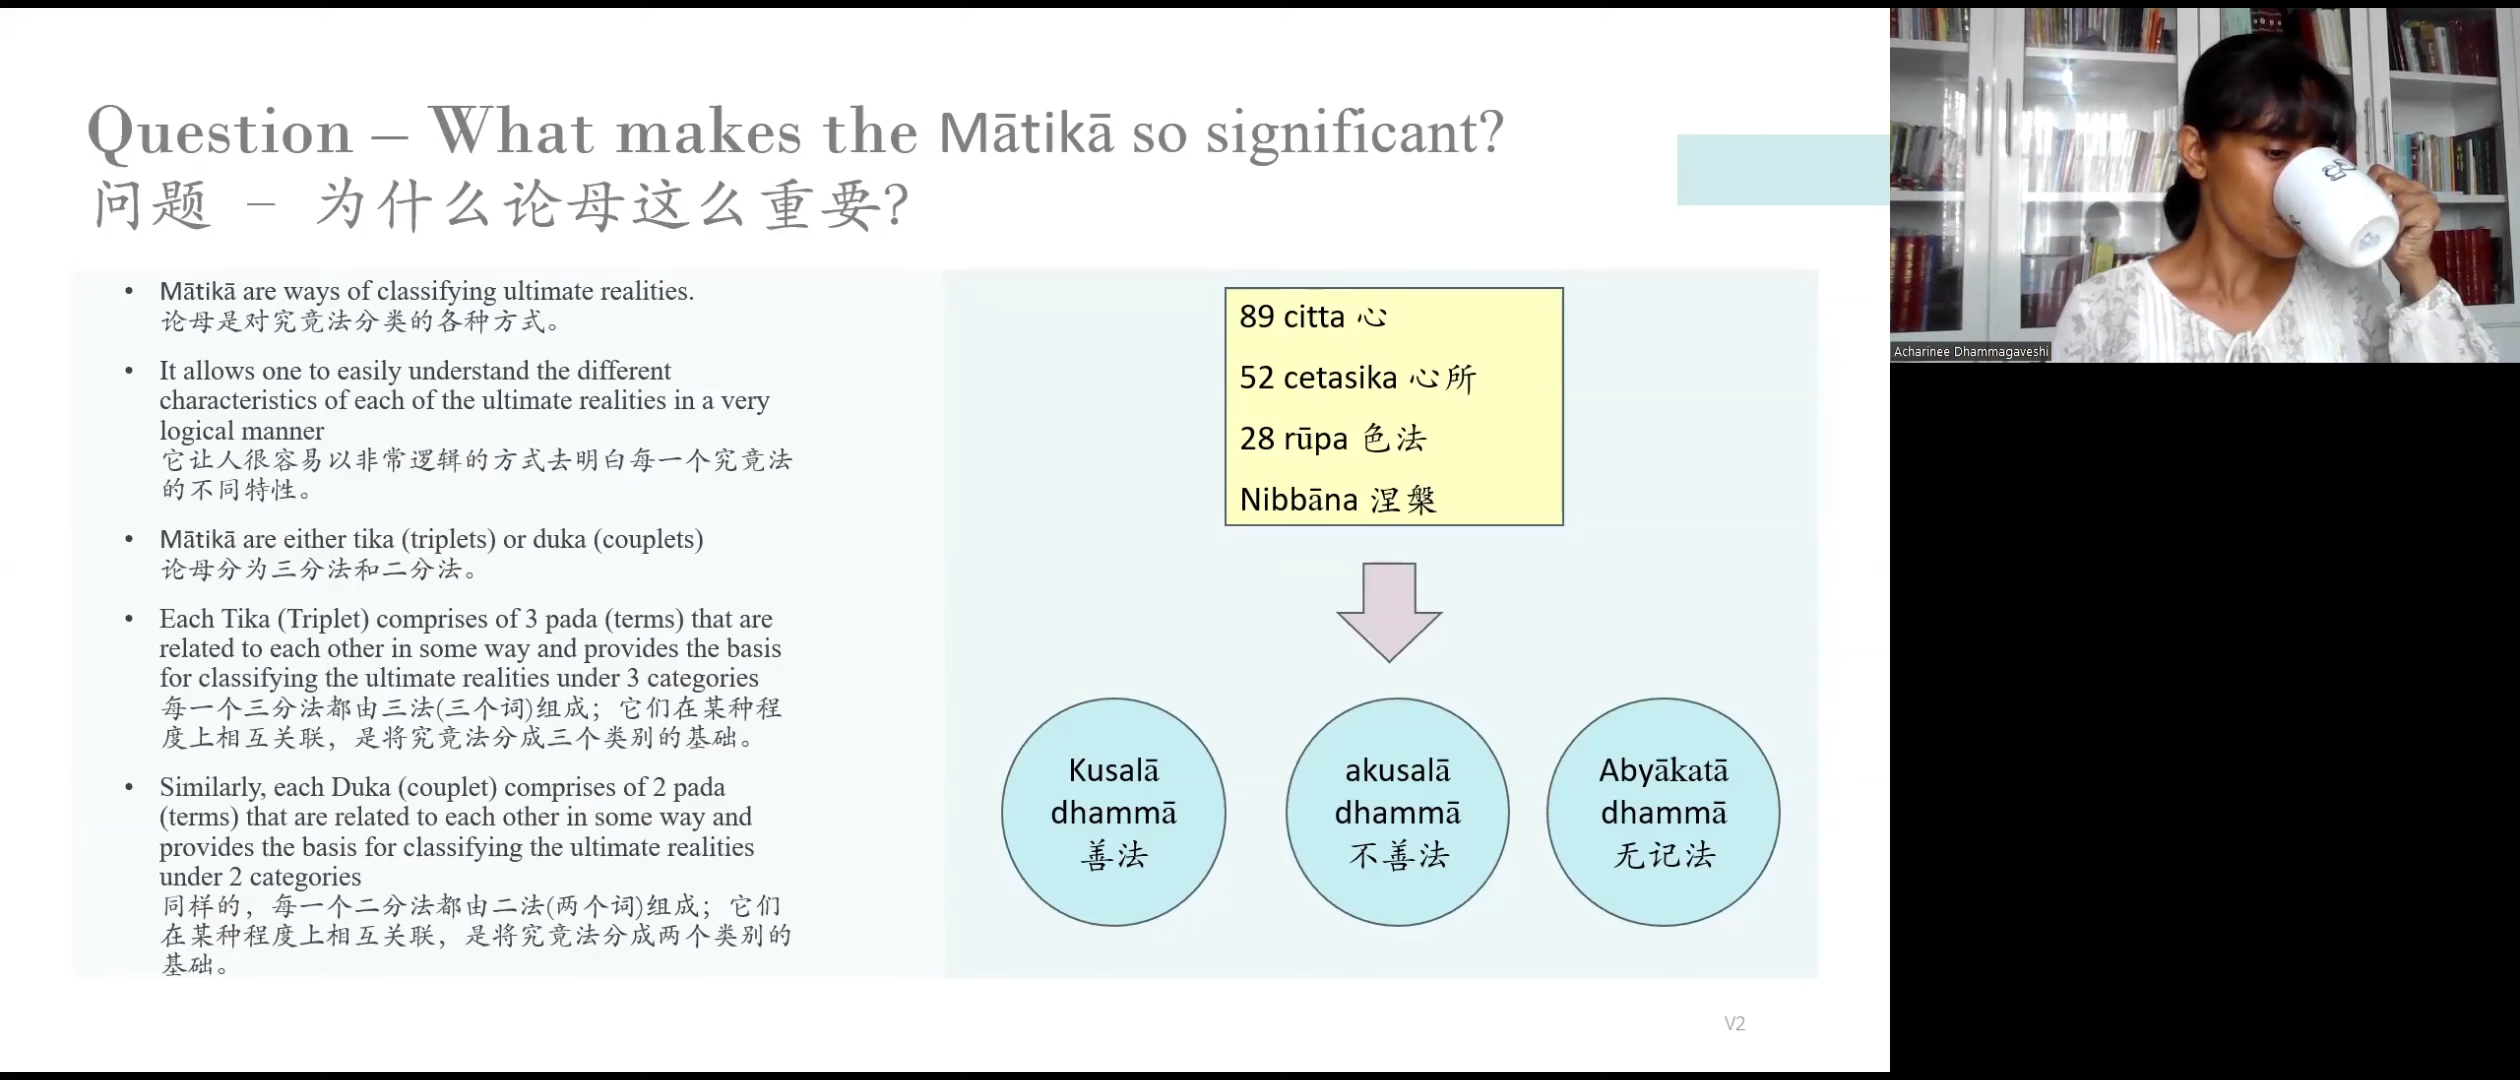 Question – What makes the Mātikā so significant?
问题 – 为什么论母这么重要?
• Mātikā are ways of classifying ultimate realities.
论母是对究竟法分类的各种方式。
• It allows one to easily understand the different
characteristics of each of the ultimate realities in a very
logical manner
它让人很容易以非常逻辑的方式去明白每一个究竟法
的不同特性。
• Mātikā are either tika (triplets) or duka (couplets)
论母分为三分法和二分法。
• Each Tika (Triplet) comprises of 3 pada (terms) that are
related to each other in some way and provides the basis
for classifying the ultimate realities under 3 categories
每一个三分法都由三法(三个词)组成；它们在某种程
度上相互关联，是将究竟法分成三个类别的基础。
• Similarly, each Duka (couplet) comprises of 2 pada
(terms) that are related to each other in some way and
provides the basis for classifying the ultimate realities
under 2 categories
同样的，每一个二分法都由二法(两个词)组成；它们
在某种程度上相互关联，是将究竟法分成两个类别的
基础。
89 citta 心
52 cetasika 心所
28 rūpa 色法
Nibbāna 涅槃
Kusalā
dhammā
善法
akusalā
dhammā
不善法
Abyākatā
dhammā
无记法
V2
Acharinee Dhammagaveshi